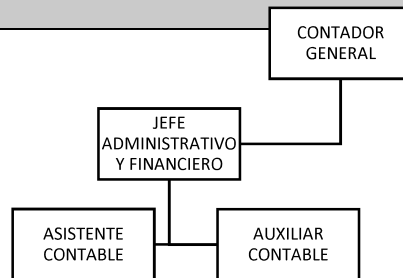 CONTADOR
GENERAL
JEFE
ADMINISTRATIVO
Y FINANCIERO
ASISTENTE
CONTABLE
AUXILIAR
CONTABLE